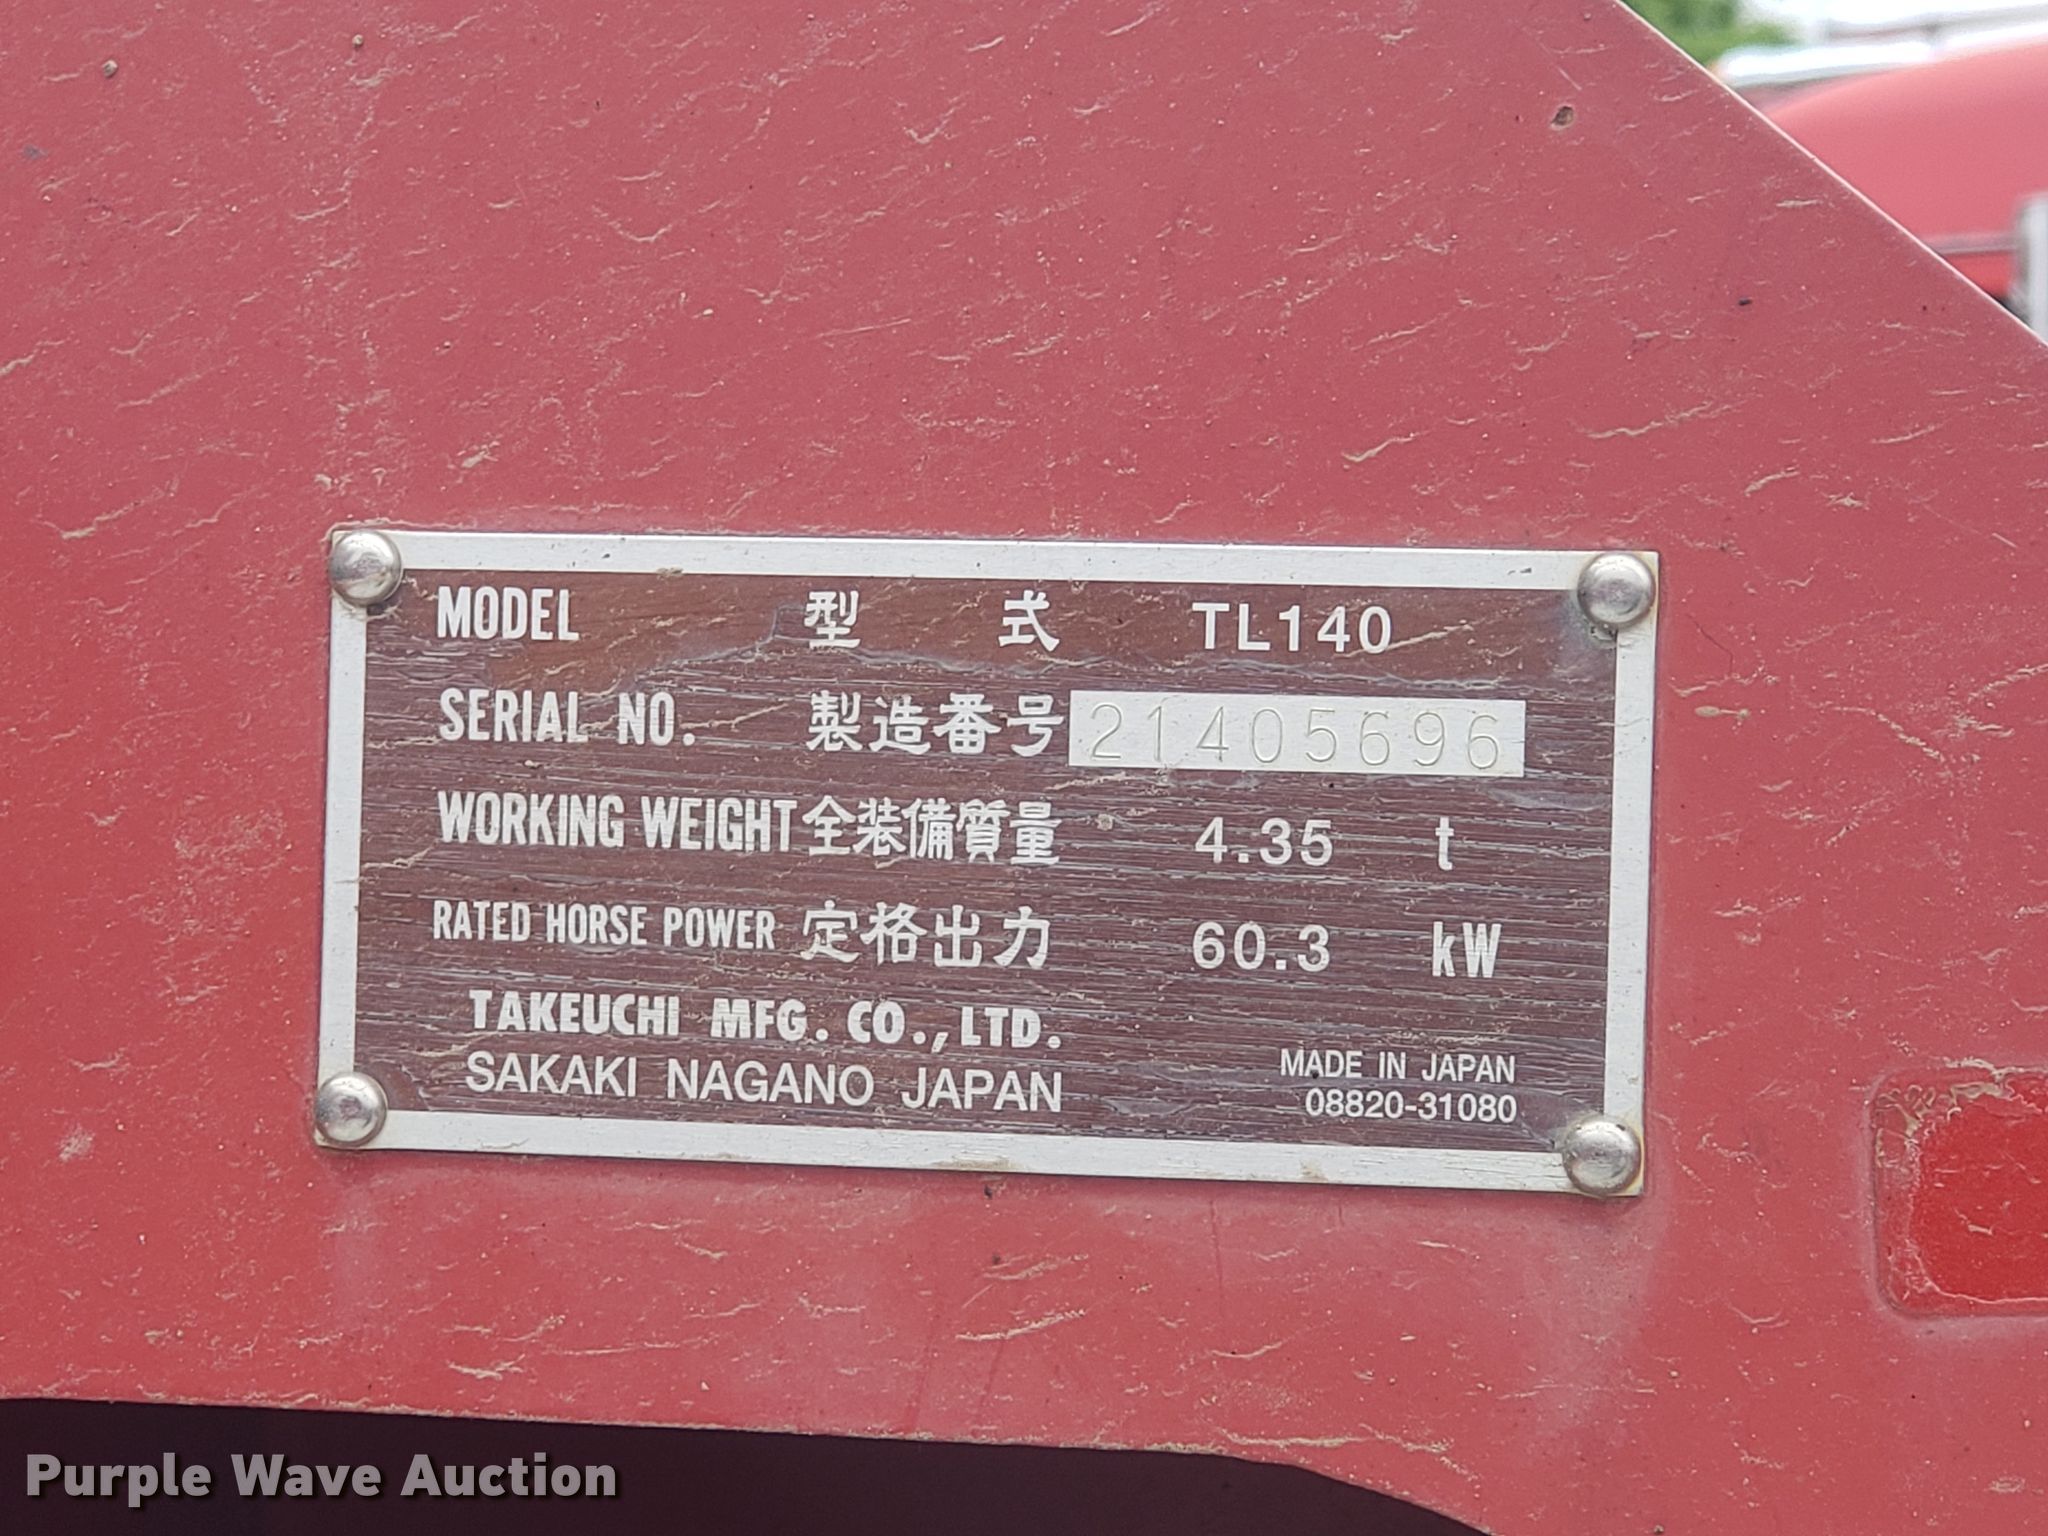 MODEL 型 式 TL140
SERIAL NO. 製造番号 21405696
WORKING WEIGHT 全装備質量 4.35 t
RATED HORSE POWER 定格出力 60.3 kW
TAKEUCHI MFG. CO., LTD.
SAKAKI NAGANO JAPAN
MADE IN JAPAN
08820-31080
Purple Wave Auction